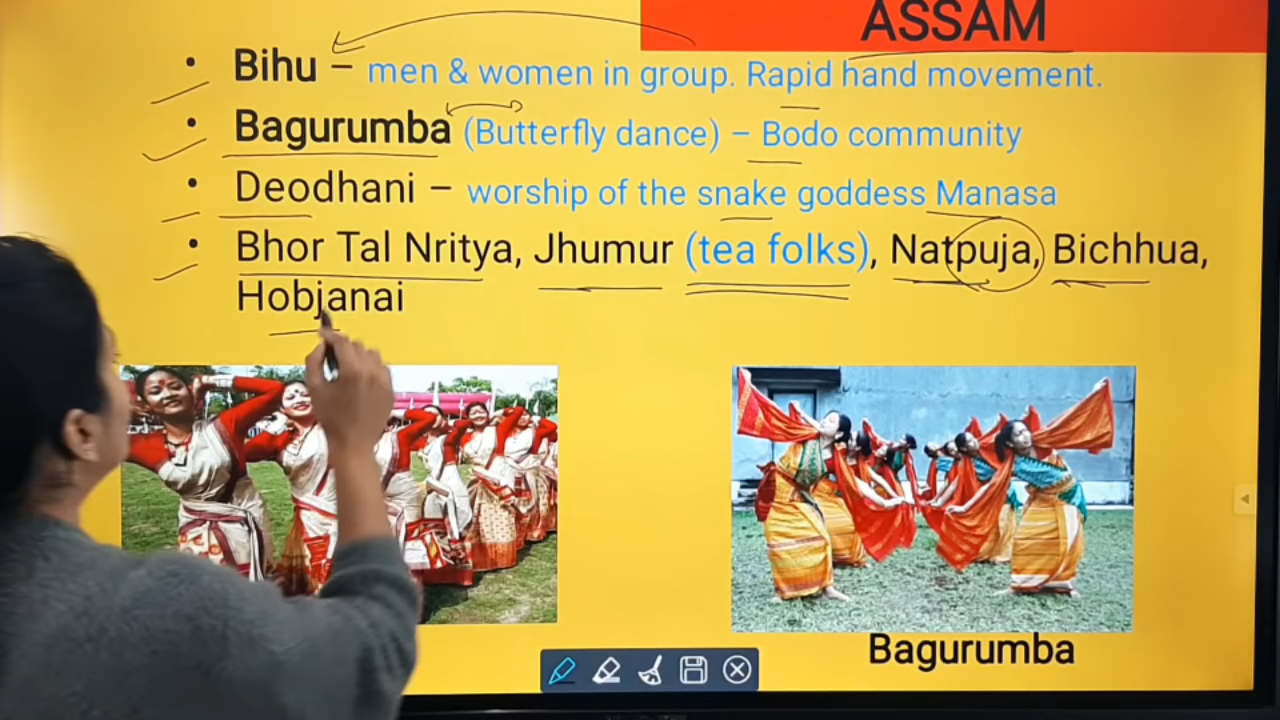 ASSAM
• Bihu – men & women in group. Rapid hand movement.
• Bagurumba (Butterfly dance) – Bodo community
• Deodhani – worship of the snake goddess Manasa
• Bhor Tal Nritya, Jhumur (tea folks), Natpuja, Bichhua,
Hobjanai
Bagurumba